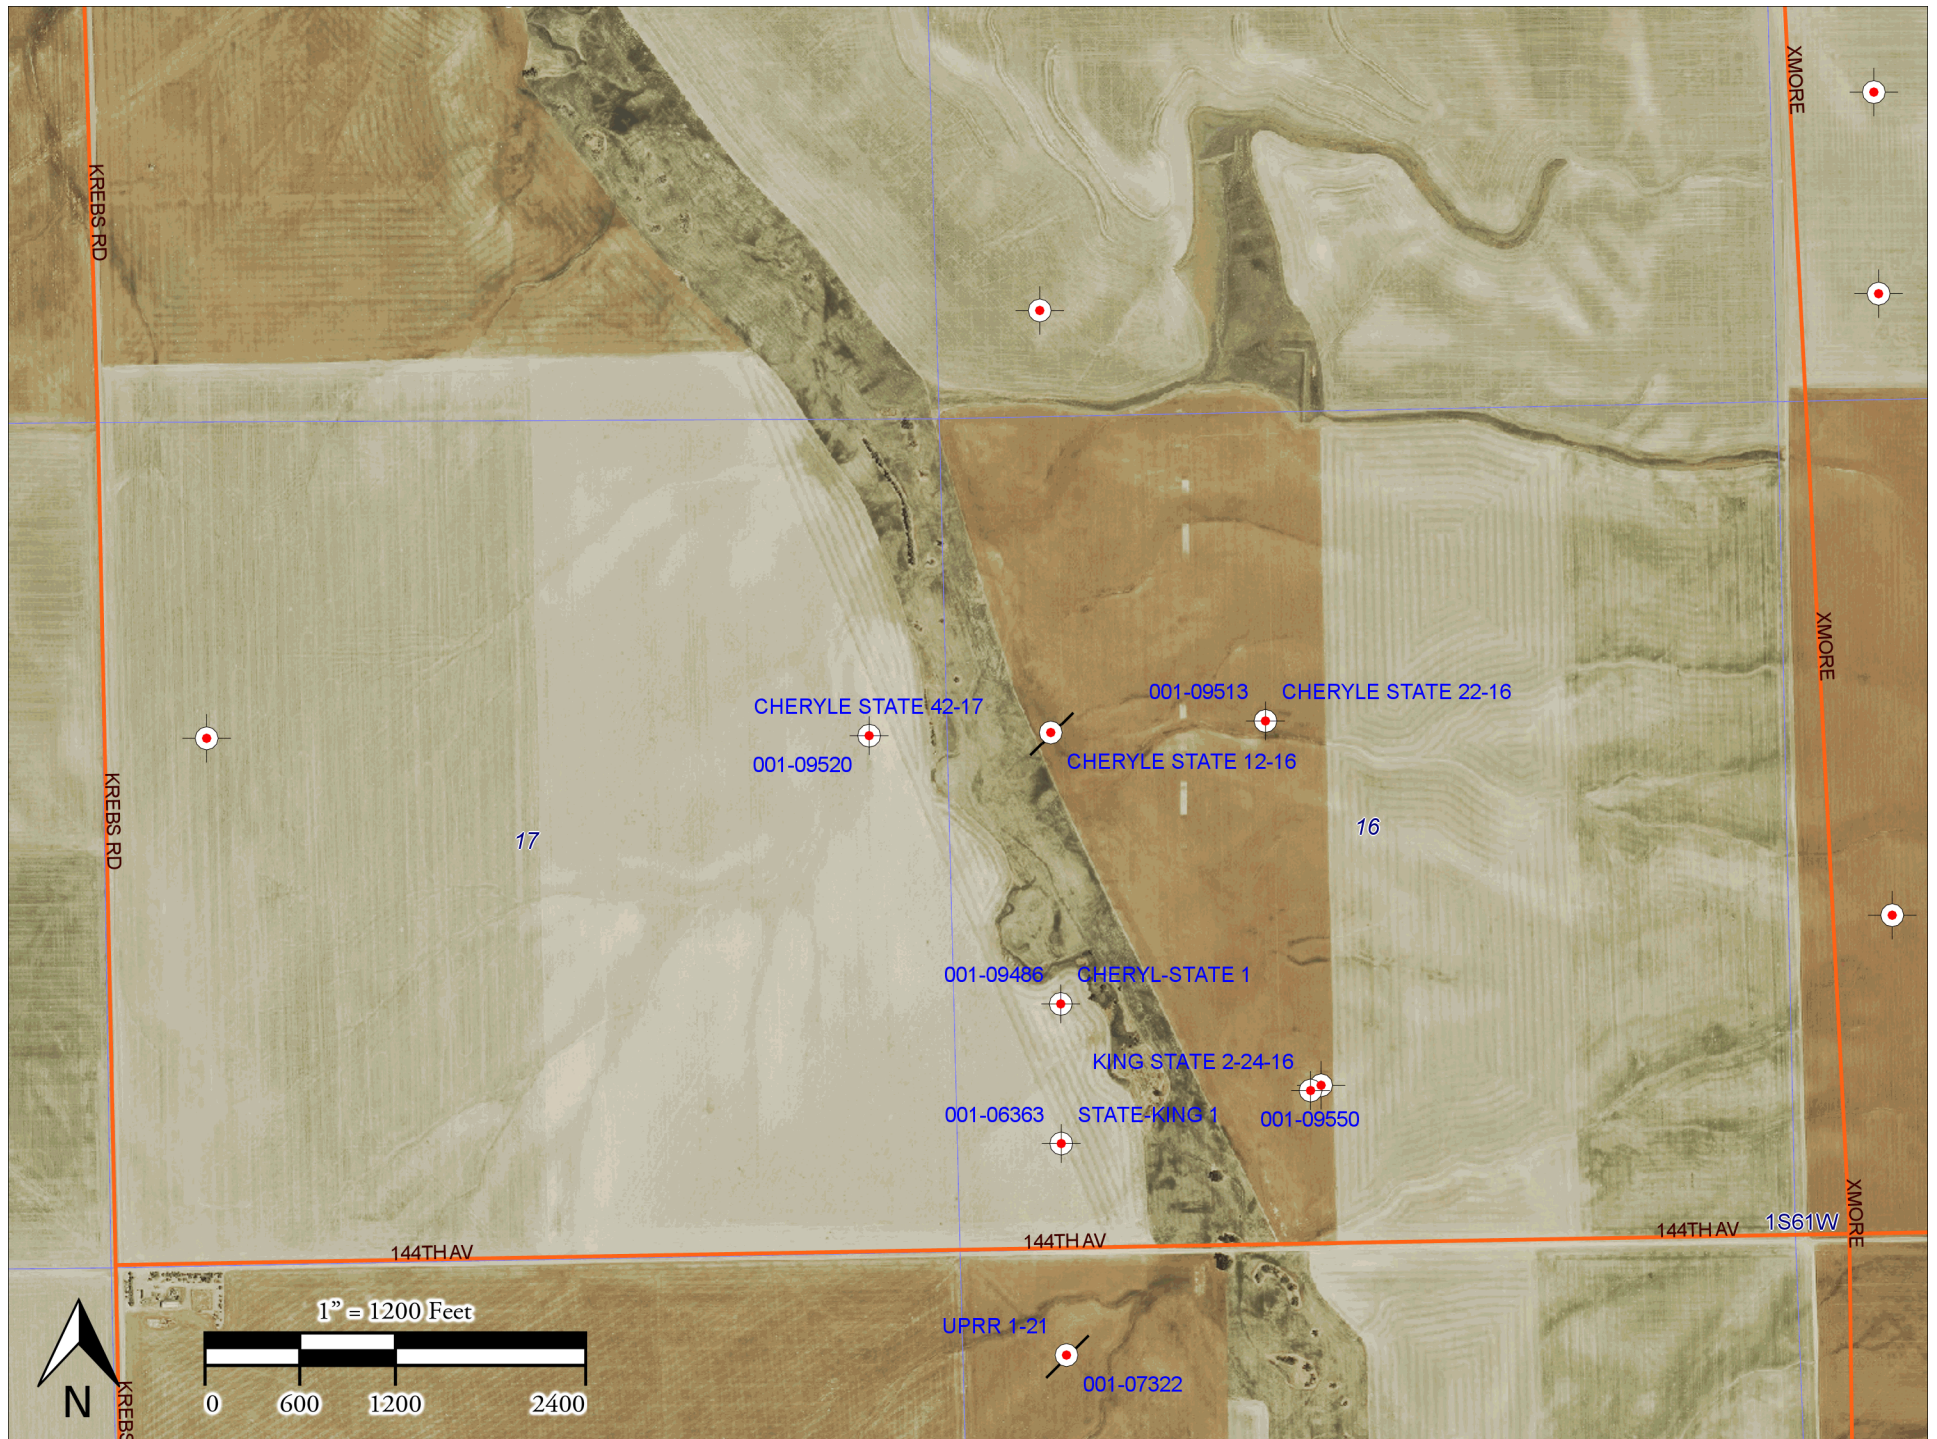 XMORE
KREBS RD
XMORE
001-09513 CHERYLE STATE 22-16
CHERYLE STATE 42-17
CHERYLE STATE 12-16
001-09520
KREBS RD
17
16
001-09486 CHERYL-STATE 1
KING STATE 2-24-16
001-06363 STATE-KING 1
001-09550
XMORE
1S61W
144TH AV
144TH AV
144TH AV
1” = 1200 Feet
UPRR 1-21
001-07322
N
0 600 1200 2400
KREBS